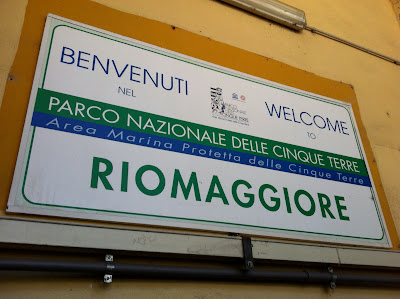 BENVENUTI WELCOME
NEL TO
PARCO NAZIONALE DELLE CINQUE TERRE
Area Marina Protetta delle Cinque Terre
RIOMAGGIORE